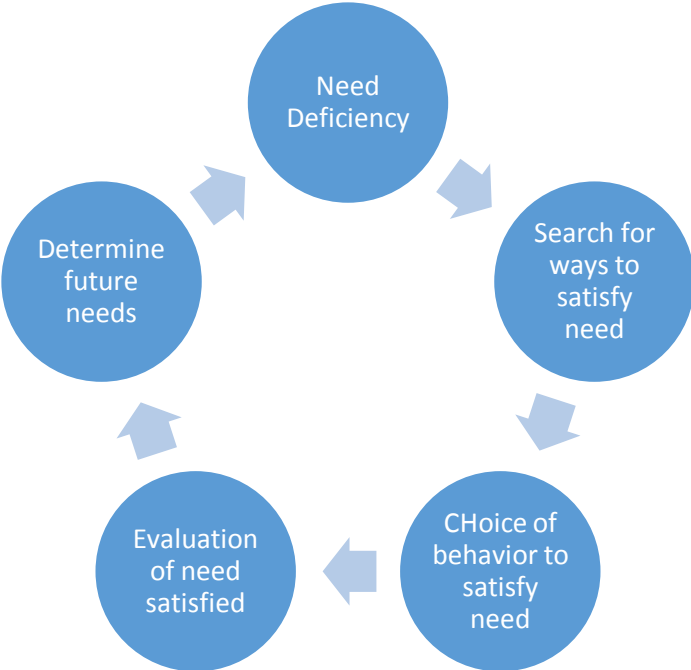 Need
Deficiency
Search for
ways to
satisfy
need
CHoice of
behavior to
satisfy
need
Evaluation
of need
satisfied
Determine
future
needs